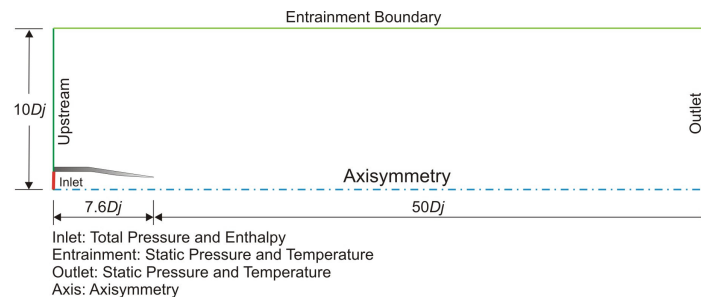 Entrainment Boundary
10Dj
Upstream
Inlet
Axisymmetry
Outlet
7.6Dj
50Dj
Inlet: Total Pressure and Enthalpy
Entrainment: Static Pressure and Temperature
Outlet: Static Pressure and Temperature
Axis: Axisymmetry